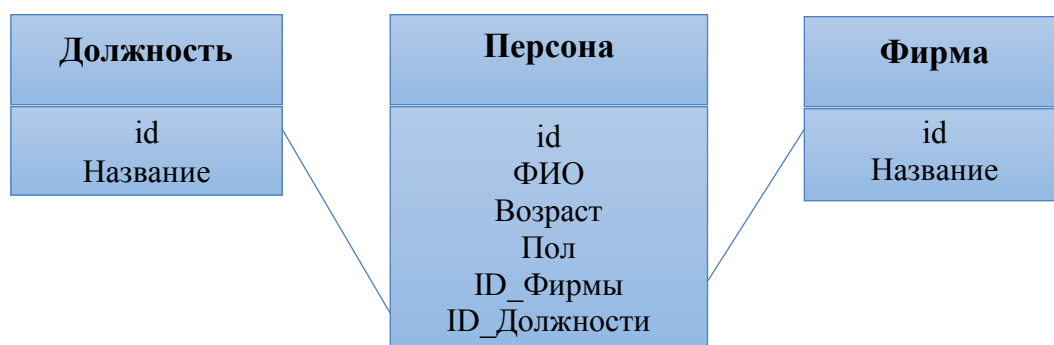 Должность
id
Название
Персона
id
ФИО
Возраст
Пол
ID_Фирмы
ID_Должности
Фирма
id
Название